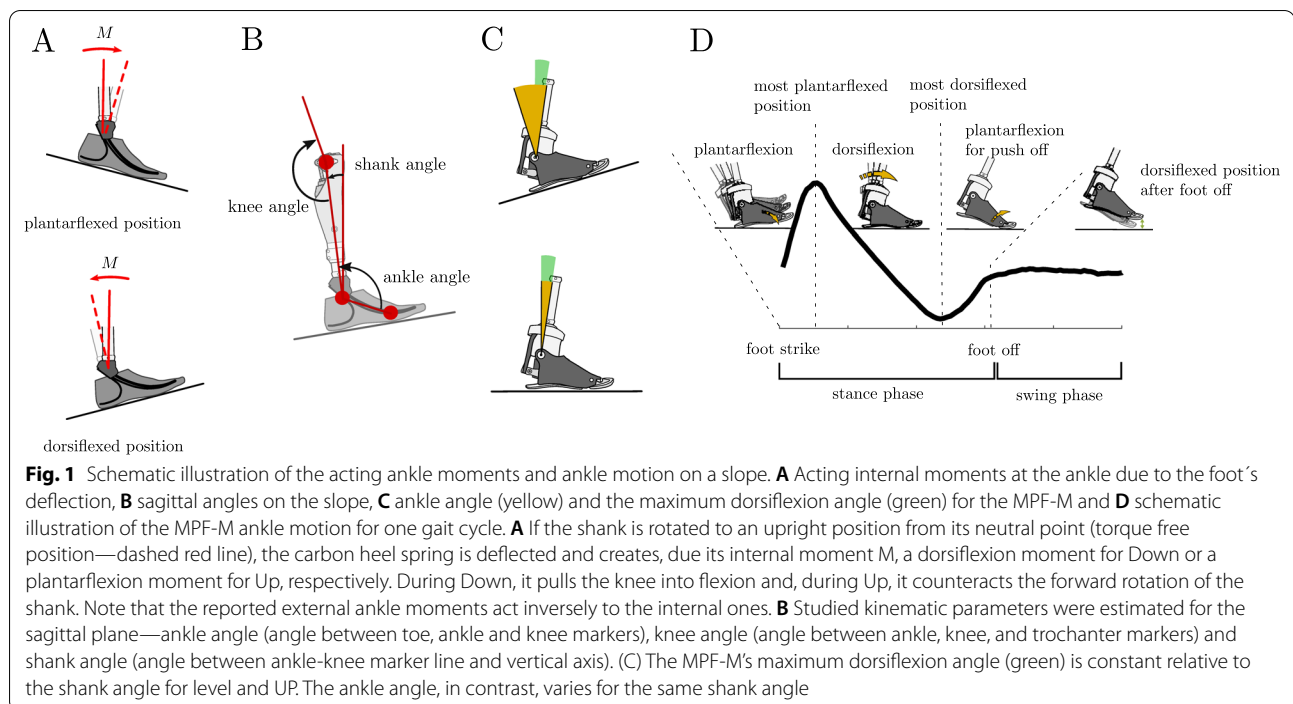 A
M
plantarflexed position
M
dorsiflexed position
B
shank angle
knee angle
ankle angle
C
D
most plantarflexed
position
most dorsiflexed
position
plantarflexion
dorsiflexion
plantarflexion
for push off
dorsiflexed position
after foot off
foot strike
foot off
stance phase
swing phase
Fig. 1 Schematic illustration of the acting ankle moments and ankle motion on a slope. A Acting internal moments at the ankle due to the foot´s
deflection, B sagittal angles on the slope, C ankle angle (yellow) and the maximum dorsiflexion angle (green) for the MPF-M and D schematic
illustration of the MPF-M ankle motion for one gait cycle. A If the shank is rotated to an upright position from its neutral point (torque free
position—dashed red line), the carbon heel spring is deflected and creates, due its internal moment M, a dorsiflexion moment for Down or a
plantarflexion moment for Up, respectively. During Down, it pulls the knee into flexion and, during Up, it counteracts the forward rotation of the
shank. Note that the reported external ankle moments act inversely to the internal ones. B Studied kinematic parameters were estimated for the
sagittal plane—ankle angle (angle between toe, ankle and knee markers), knee angle (angle between ankle, knee, and trochanter markers) and
shank angle (angle between ankle-knee marker line and vertical axis). (C) The MPF-M's maximum dorsiflexion angle (green) is constant relative to
the shank angle for level and UP. The ankle angle, in contrast, varies for the same shank angle